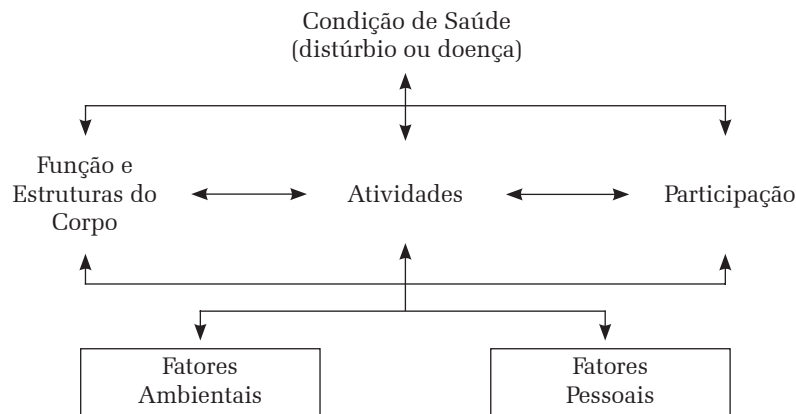 Condição de Saúde
(distúrbio ou doença)
Função e
Estruturas do
Corpo
Atividades
Participação
Fatores
Ambientais
Fatores
Pessoais